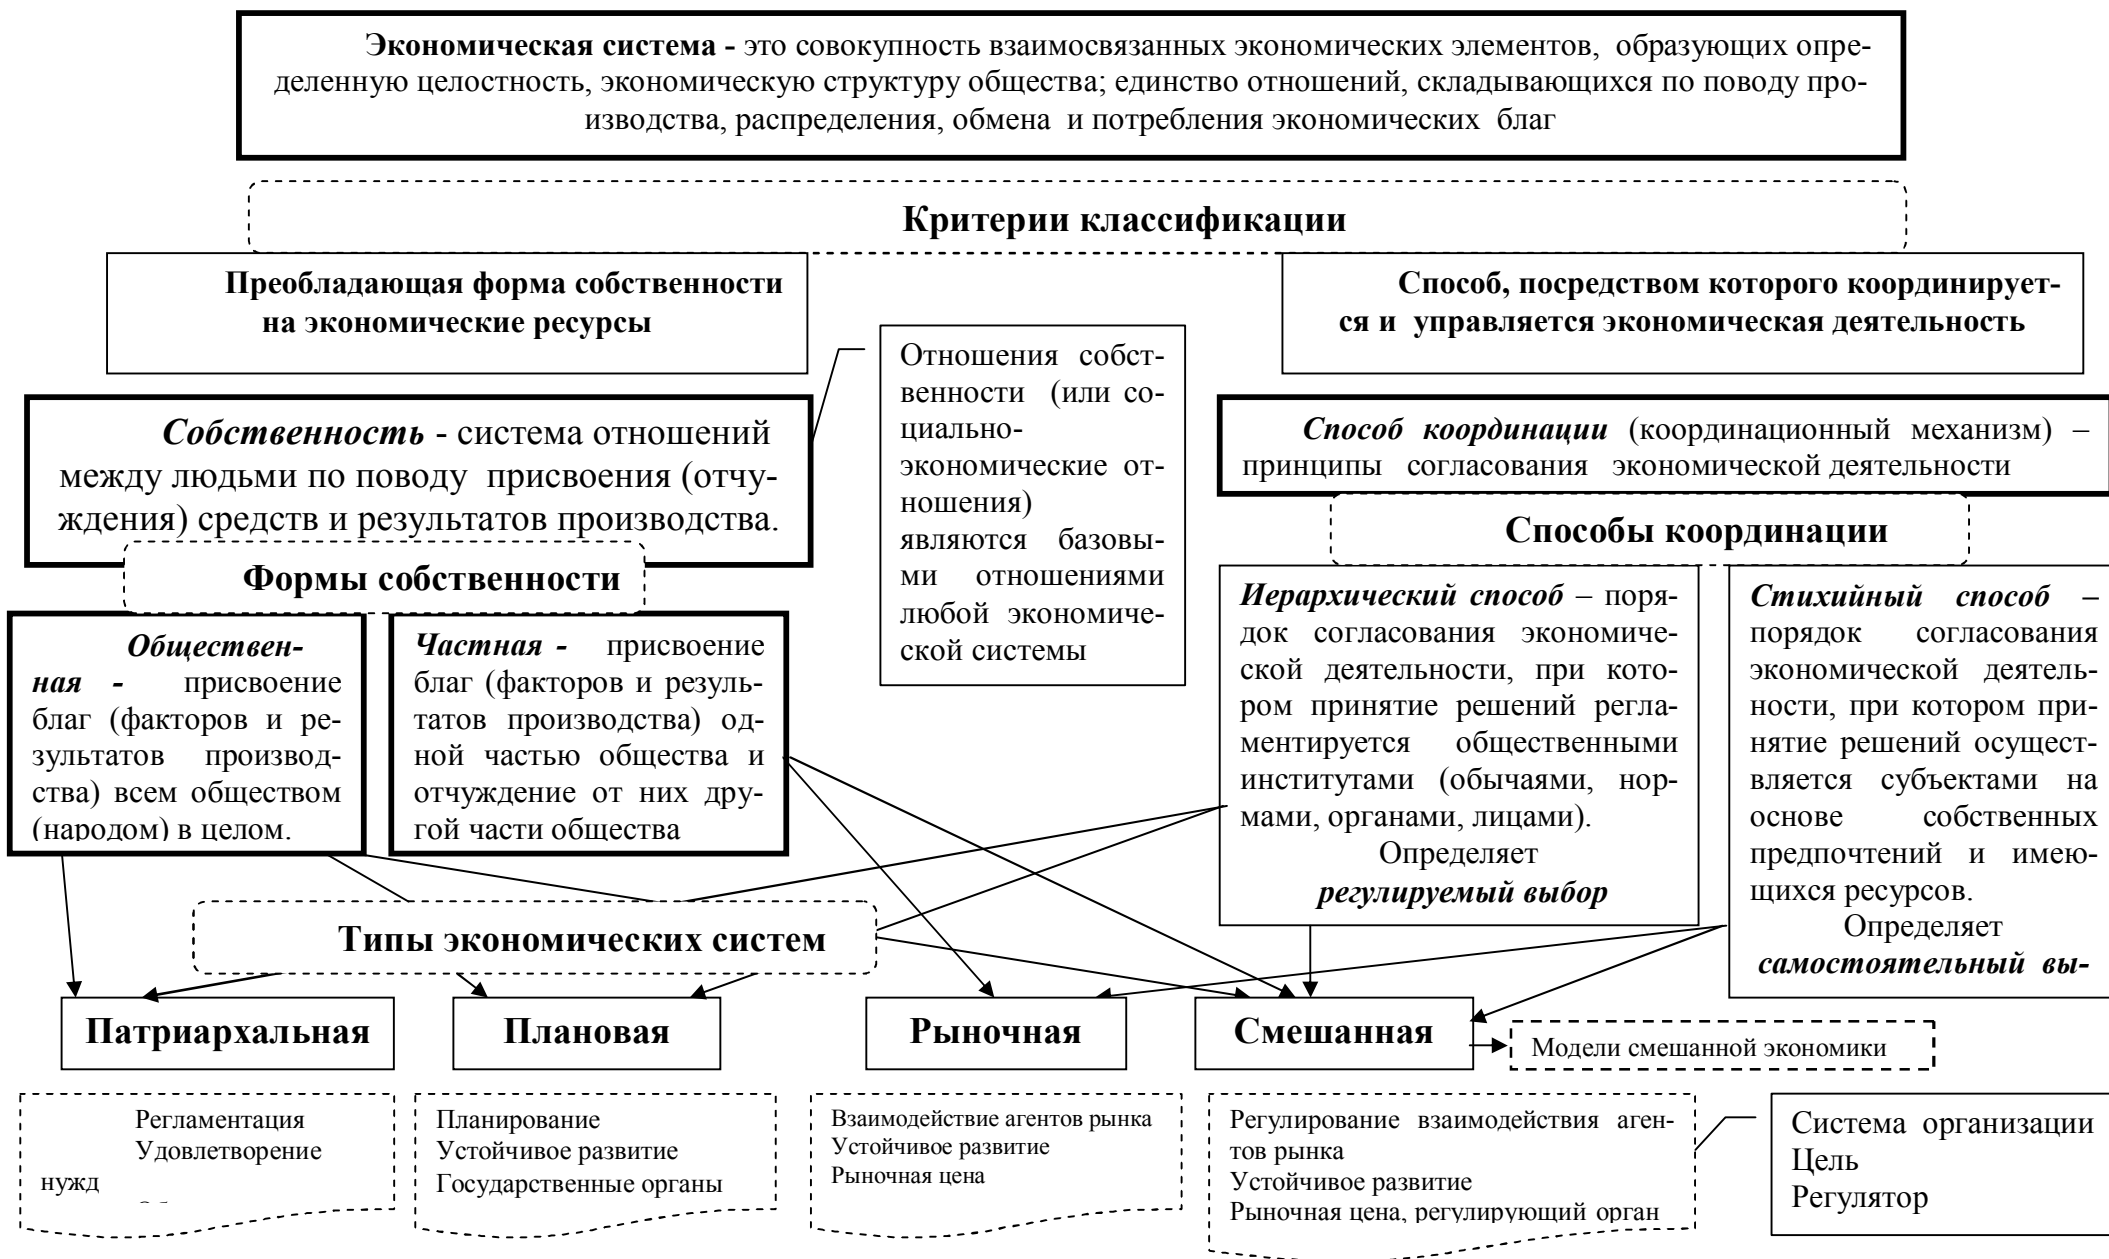 Экономическая система - это совокупность взаимосвязанных экономических элементов, образующих опре-
деленную целостность, экономическую структуру общества; единство отношений, складывающихся по поводу про-
изводства, распределения, обмена и потребления экономических благ
Критерии классификации
Преобладающая форма собственности
на экономические ресурсы
Способ, посредством которого координирует-
ся и управляется экономическая деятельность
Собственность - система отношений
между людьми по поводу присвоения (отчу-
ждения) средств и результатов производства.
Отношения собст-
венности (или со-
циально-
экономические от-
ношения)
являются базовы-
ми отношениями
любой экономиче-
ской системы
Способ координации (координационный механизм) –
принципы согласования экономической деятельности
Формы собственности
Способы координации
Обществен-
ная - присвоение
благ (факторов и ре-
зультатов производ-
ства) всем обществом
(народом) в целом.
Частная - присвоение
благ (факторов и резуль-
татов производства) од-
ной частью общества и
отчуждение от них дру-
гой части общества
Иерархический способ – поря-
док согласования экономиче-
ской деятельности, при кото-
ром принятие решений регла-
ментируется общественными
институтами (обычаями, нор-
мами, органами, лицами).
Определяет
регулируемый выбор
Стихийный способ –
порядок согласования
экономической деятель-
ности, при котором при-
нятие решений осущест-
вляется субъектами на
основе собственных
предпочтений и имею-
щихся ресурсов.
Определяет
самостоятельный вы-
Типы экономических систем
Патриархальная
Плановая
Рыночная
Смешанная
Модели смешанной экономики
Регламентация
Удовлетворение
нужд
Планирование
Устойчивое развитие
Государственные органы
Взаимодействие агентов рынка
Устойчивое развитие
Рыночная цена
Регулирование взаимодействия аген-
тов рынка
Устойчивое развитие
Рыночная цена, регулирующий орган
Система организации
Цель
Регулятор